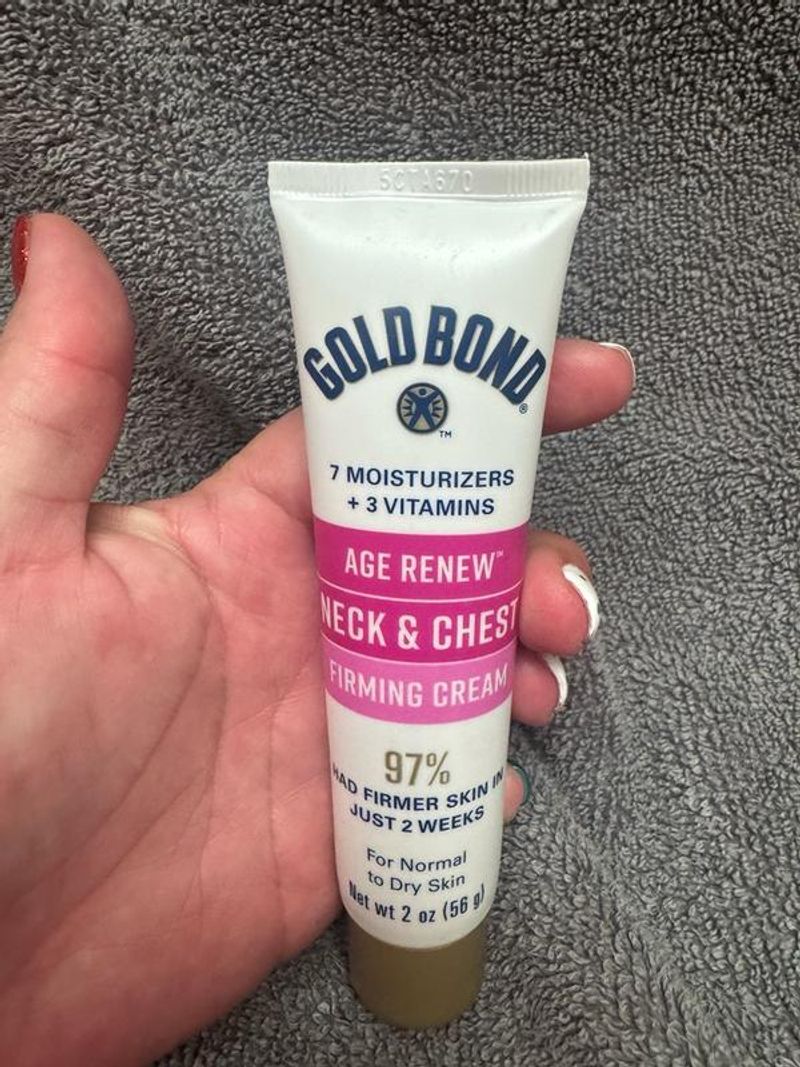 5CTA670
GOLD BOND®
™
7 MOISTURIZERS
+ 3 VITAMINS
AGE RENEW™
NECK & CHEST
FIRMING CREAM
97%
HAD FIRMER SKIN IN
JUST 2 WEEKS
For Normal
to Dry Skin
Net wt 2 oz (56 g)